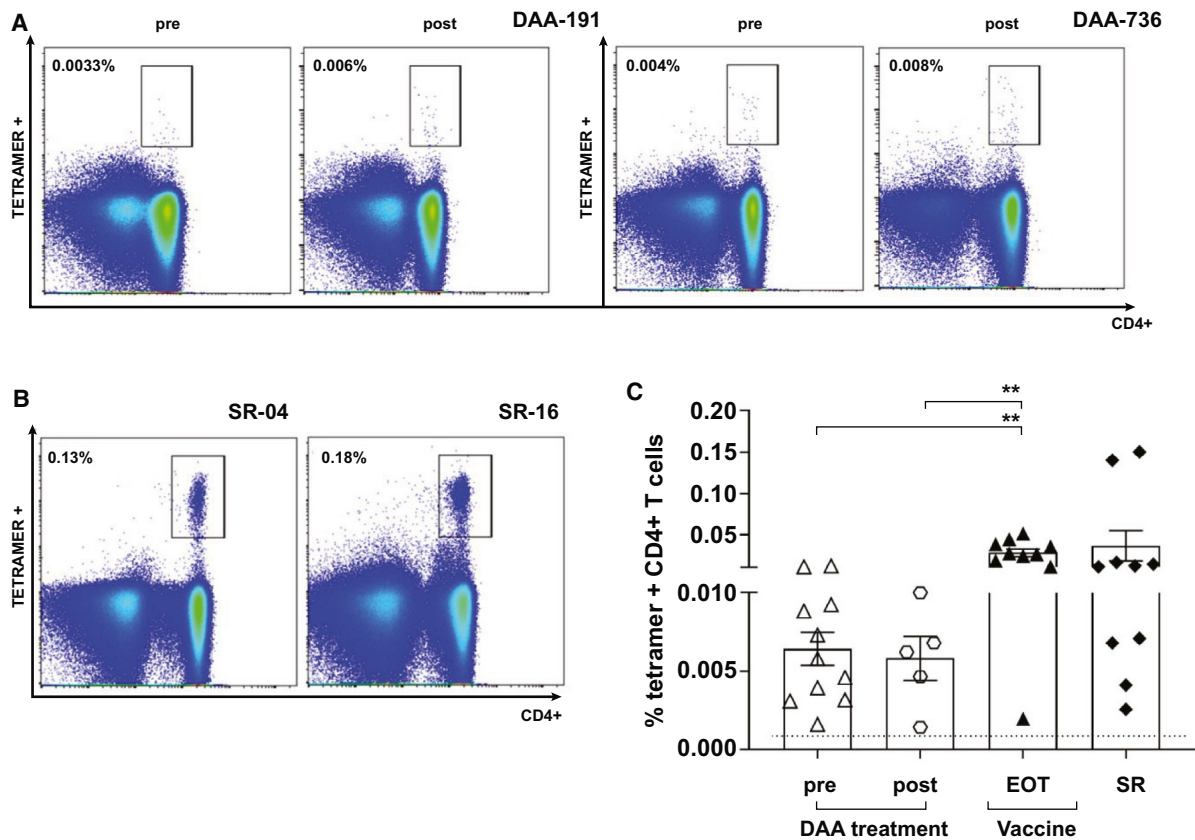 A
pre
post
DAA-191
post
DAA-736
pre
0.0033%
0.006%
0.004%
0.008%
TETRAMER +
TETRAMER +
CD4+
B
SR-04
SR-16
0.13%
0.18%
TETRAMER +
CD4+
C
**
**
% tetramer + CD4+ T cells
0.20
0.15
0.10
0.05
0.010
0.005
0.000
pre
post
EOT
SR
DAA treatment
Vaccine